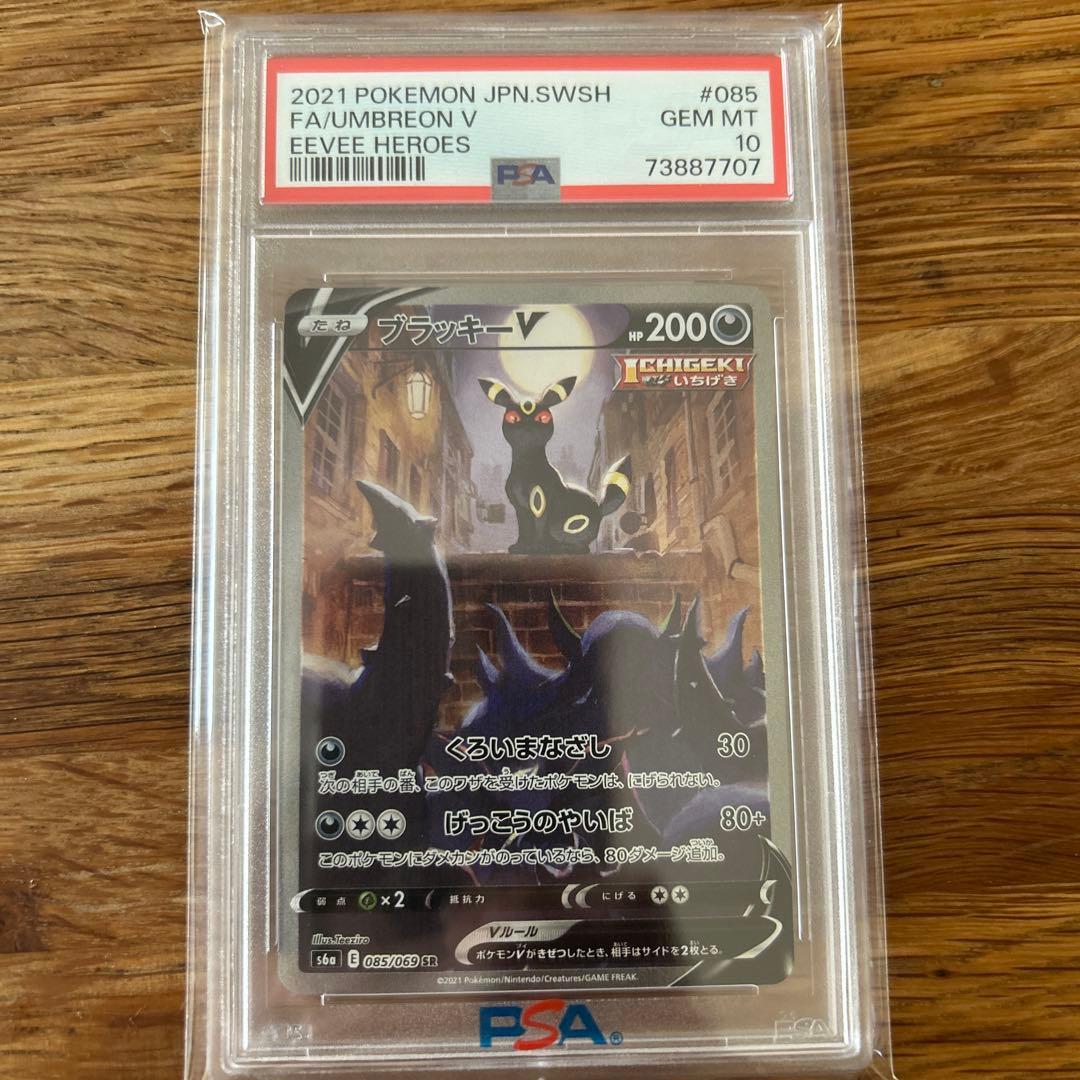 2021 POKEMON JPN.SWSH #085
FA/UMBREON V GEM MT
EEVEE HEROES 10
PSA 73887707
たね ブラッキーV HP 200
ICHIGEKI
いちげき
くろいまなざし 30
次の相手の番、このワザを受けたポケモンは、にげられない。
げっこうのやいば 80+
このポケモンにダメカンがのっているなら、80ダメージ追加。
弱点 ×2 抵抗力 にげる
Vルール
ポケモンVがきぜつしたとき、相手はサイドを2枚とる。
Illus.Teeziro
s6a E 085/069 SR
©2021 Pokémon/Nintendo/Creatures/GAME FREAK.
PSA®
PSA